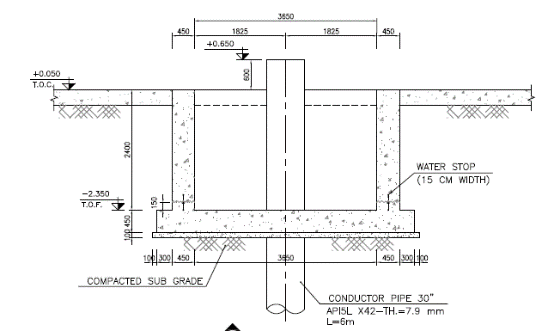 3650
450
1825
1825
450
+0.650
600
+0.050
T.O.C.
2400
WATER STOP
(15 CM WIDTH)
-2.350
T.O.F.
150
450
100
100 300 450 3650 450 300 100
COMPACTED SUB GRADE
CONDUCTOR PIPE 30"
API5L X42-TH.=7.9 mm
L=6m